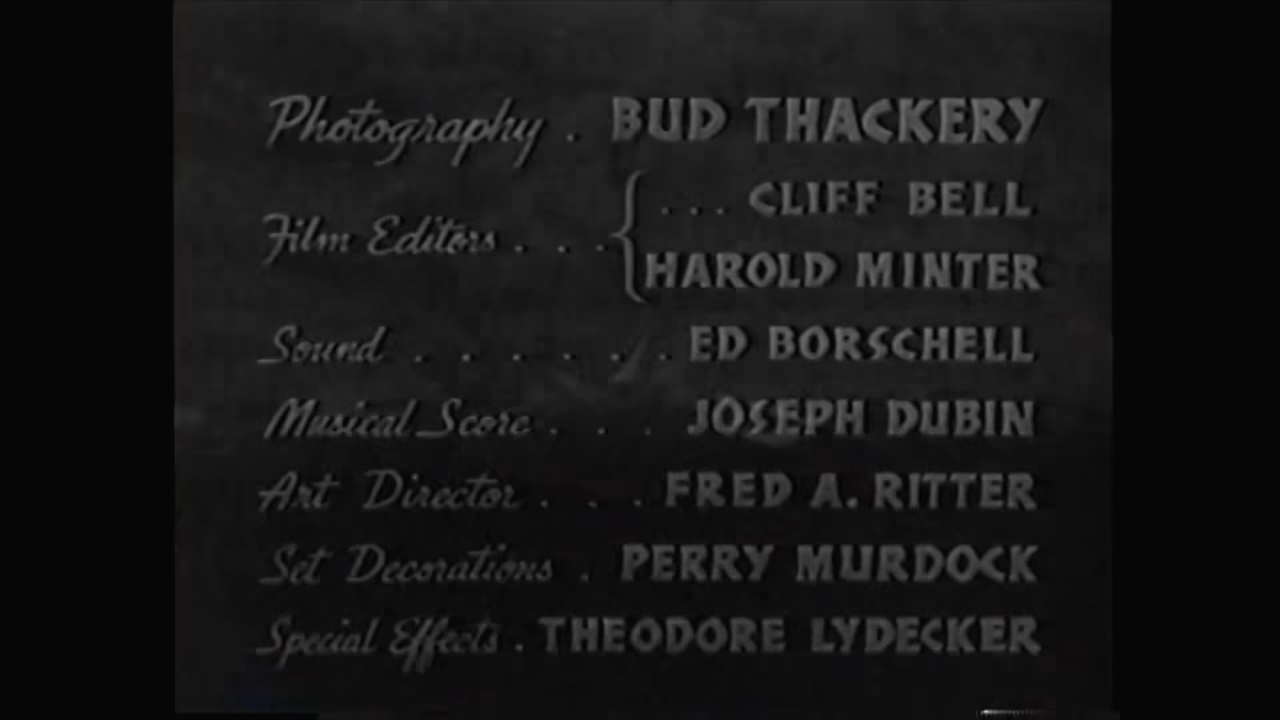 Photography . BUD THACKERY
... CLIFF BELL
Film Editors . . .
HAROLD MINTER
Sound . . . . . . ED BORSCHELL
Musical Score . . . JOSEPH DUBIN
Art Director . . . FRED A. RITTER
Set Decorations . PERRY MURDOCK
Special Effects . THEODORE LYDECKER